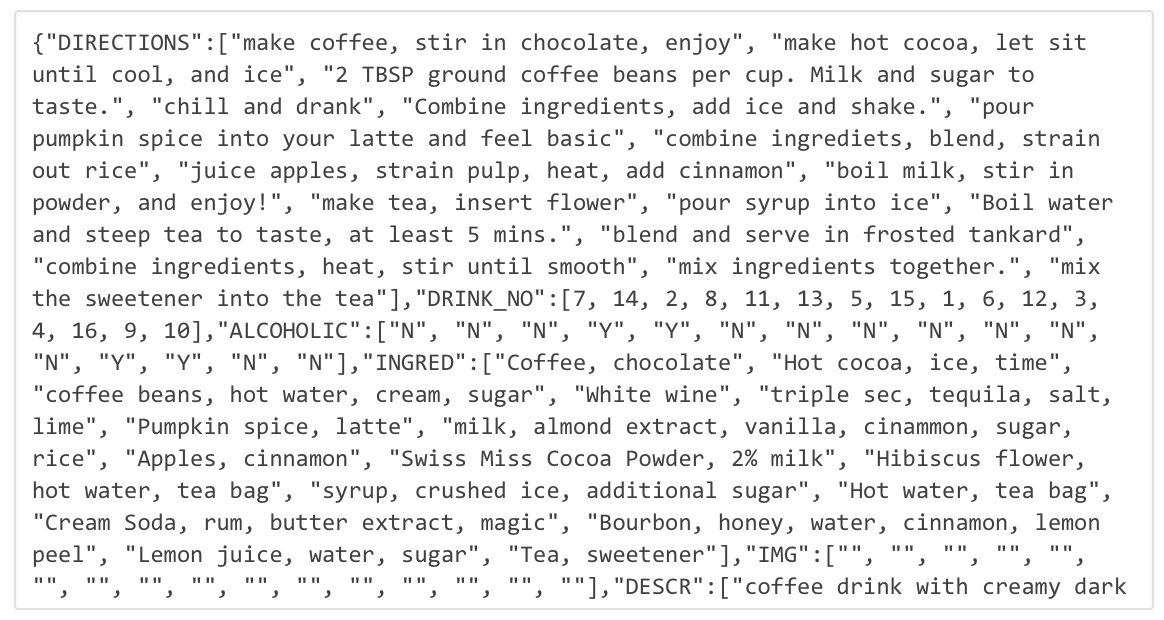 {"DIRECTIONS":["make coffee, stir in chocolate, enjoy", "make hot cocoa, let sit
until cool, and ice", "2 TBSP ground coffee beans per cup. Milk and sugar to
taste.", "chill and drank", "Combine ingredients, add ice and shake.", "pour
pumpkin spice into your latte and feel basic", "combine ingrediets, blend, strain
out rice", "juice apples, strain pulp, heat, add cinnamon", "boil milk, stir in
powder, and enjoy!", "make tea, insert flower", "pour syrup into ice", "Boil water
and steep tea to taste, at least 5 mins.", "blend and serve in frosted tankard",
"combine ingredients, heat, stir until smooth", "mix ingredients together.", "mix
the sweetener into the tea"],"DRINK_NO":[7, 14, 2, 8, 11, 13, 5, 15, 1, 6, 12, 3,
4, 16, 9, 10],"ALCOHOLIC":["N", "N", "N", "Y", "Y", "N", "N", "N", "N", "N", "N",
"N", "Y", "Y", "N", "N"],"INGRED":["Coffee, chocolate", "Hot cocoa, ice, time",
"coffee beans, hot water, cream, sugar", "White wine", "triple sec, tequila, salt,
lime", "Pumpkin spice, latte", "milk, almond extract, vanilla, cinammon, sugar,
rice", "Apples, cinnamon", "Swiss Miss Cocoa Powder, 2% milk", "Hibiscus flower,
hot water, tea bag", "syrup, crushed ice, additional sugar", "Hot water, tea bag",
"Cream Soda, rum, butter extract, magic", "Bourbon, honey, water, cinnamon, lemon
peel", "Lemon juice, water, sugar", "Tea, sweetener"],"IMG":["", "", "", "", "",
"", "", "", "", "", "", "", "", "", "", ""],"DESCR":["coffee drink with creamy dark